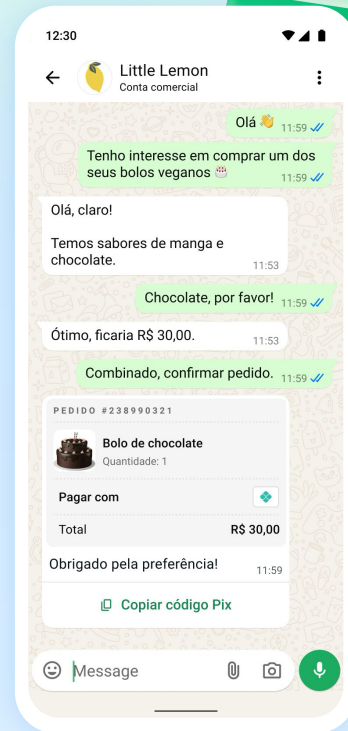 12:30
Little Lemon
Conta comercial
Olá 👋 11:59
Tenho interesse em comprar um dos
seus bolos veganos 🎂 11:59
Olá, claro!
Temos sabores de manga e
chocolate. 11:53
Chocolate, por favor! 11:59
Ótimo, ficaria R$ 30,00. 11:53
Combinado, confirmar pedido. 11:59
PEDIDO #238990321
Bolo de chocolate
Quantidade: 1
Pagar com
Total R$ 30,00
Obrigado pela preferência! 11:59
Copiar código Pix
Message